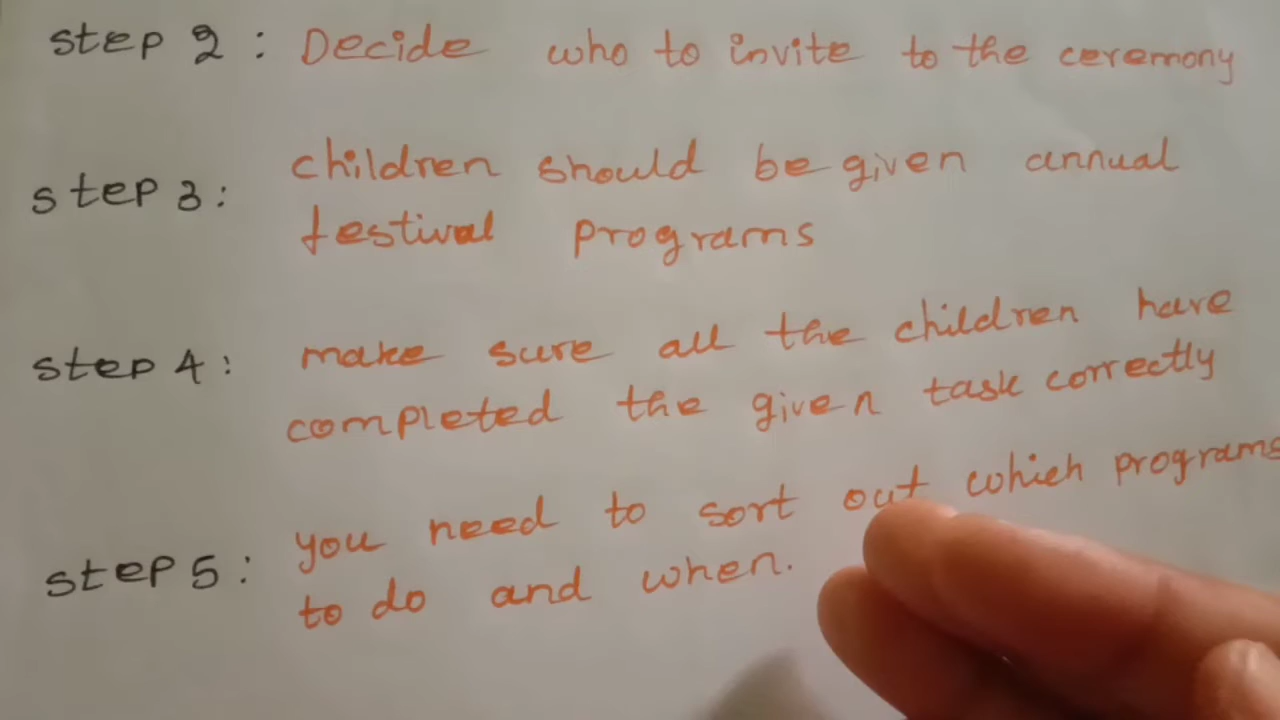 step 2 : Decide who to invite to the ceremony
children should be given annual
step 3 :
festival programs
step 4 : make sure all the children have
completed the given task correctly
you need to sort out which programs
step 5 :
to do and when.